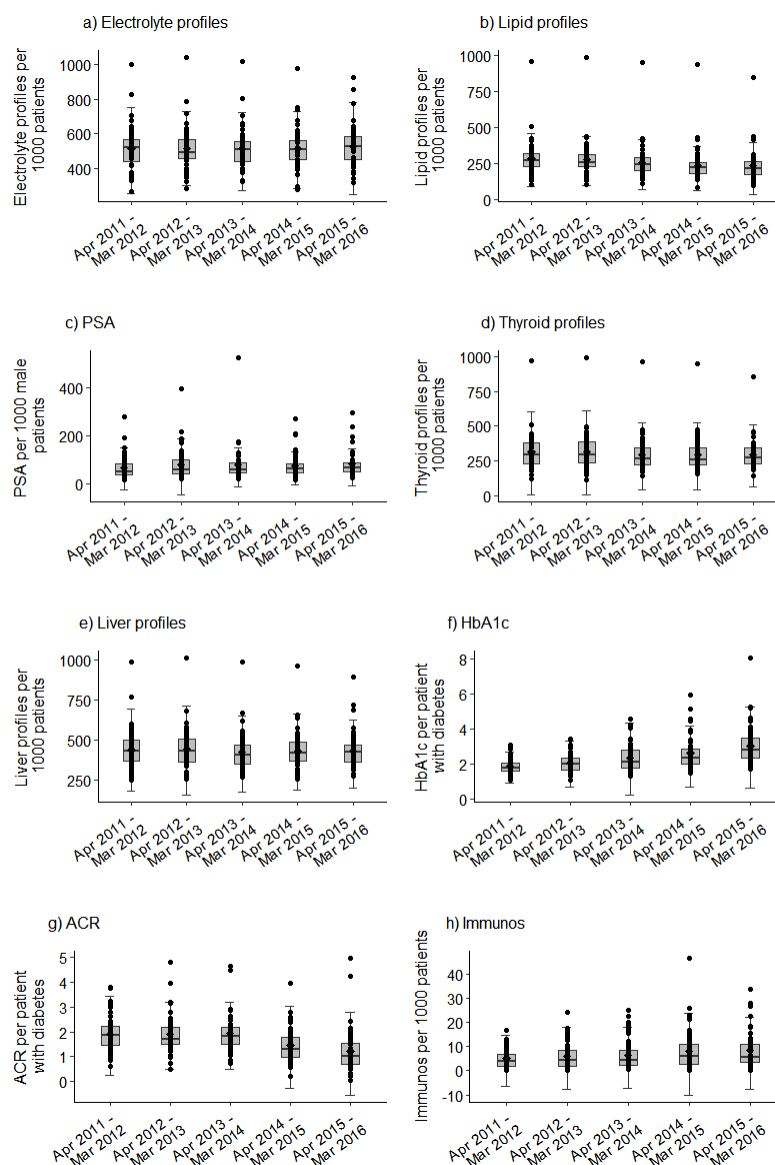 a) Electrolyte profiles
Electrolyte profiles per
1000 patients
1000
800
600
400
Apr 2011 -
Mar 2012
Apr 2012 -
Mar 2013
Apr 2013 -
Mar 2014
Apr 2014 -
Mar 2015
Apr 2015 -
Mar 2016
b) Lipid profiles
Lipid profiles per
1000 patients
1000
750
500
250
0
Apr 2011 -
Mar 2012
Apr 2012 -
Mar 2013
Apr 2013 -
Mar 2014
Apr 2014 -
Mar 2015
Apr 2015 -
Mar 2016
c) PSA
PSA per 1000 male
patients
400
200
0
Apr 2011 -
Mar 2012
Apr 2012 -
Mar 2013
Apr 2013 -
Mar 2014
Apr 2014 -
Mar 2015
Apr 2015 -
Mar 2016
d) Thyroid profiles
Thyroid profiles per
1000 patients
1000
750
500
250
0
Apr 2011 -
Mar 2012
Apr 2012 -
Mar 2013
Apr 2013 -
Mar 2014
Apr 2014 -
Mar 2015
Apr 2015 -
Mar 2016
e) Liver profiles
Liver profiles per
1000 patients
1000
750
500
250
Apr 2011 -
Mar 2012
Apr 2012 -
Mar 2013
Apr 2013 -
Mar 2014
Apr 2014 -
Mar 2015
Apr 2015 -
Mar 2016
f) HbA1c
HbA1c per patient
with diabetes
8
6
4
2
0
Apr 2011 -
Mar 2012
Apr 2012 -
Mar 2013
Apr 2013 -
Mar 2014
Apr 2014 -
Mar 2015
Apr 2015 -
Mar 2016
g) ACR
ACR per patient
with diabetes
5
4
3
2
1
0
Apr 2011 -
Mar 2012
Apr 2012 -
Mar 2013
Apr 2013 -
Mar 2014
Apr 2014 -
Mar 2015
Apr 2015 -
Mar 2016
h) Immunos
Immunos per 1000 patients
40
30
20
10
0
-10
Apr 2011 -
Mar 2012
Apr 2012 -
Mar 2013
Apr 2013 -
Mar 2014
Apr 2014 -
Mar 2015
Apr 2015 -
Mar 2016